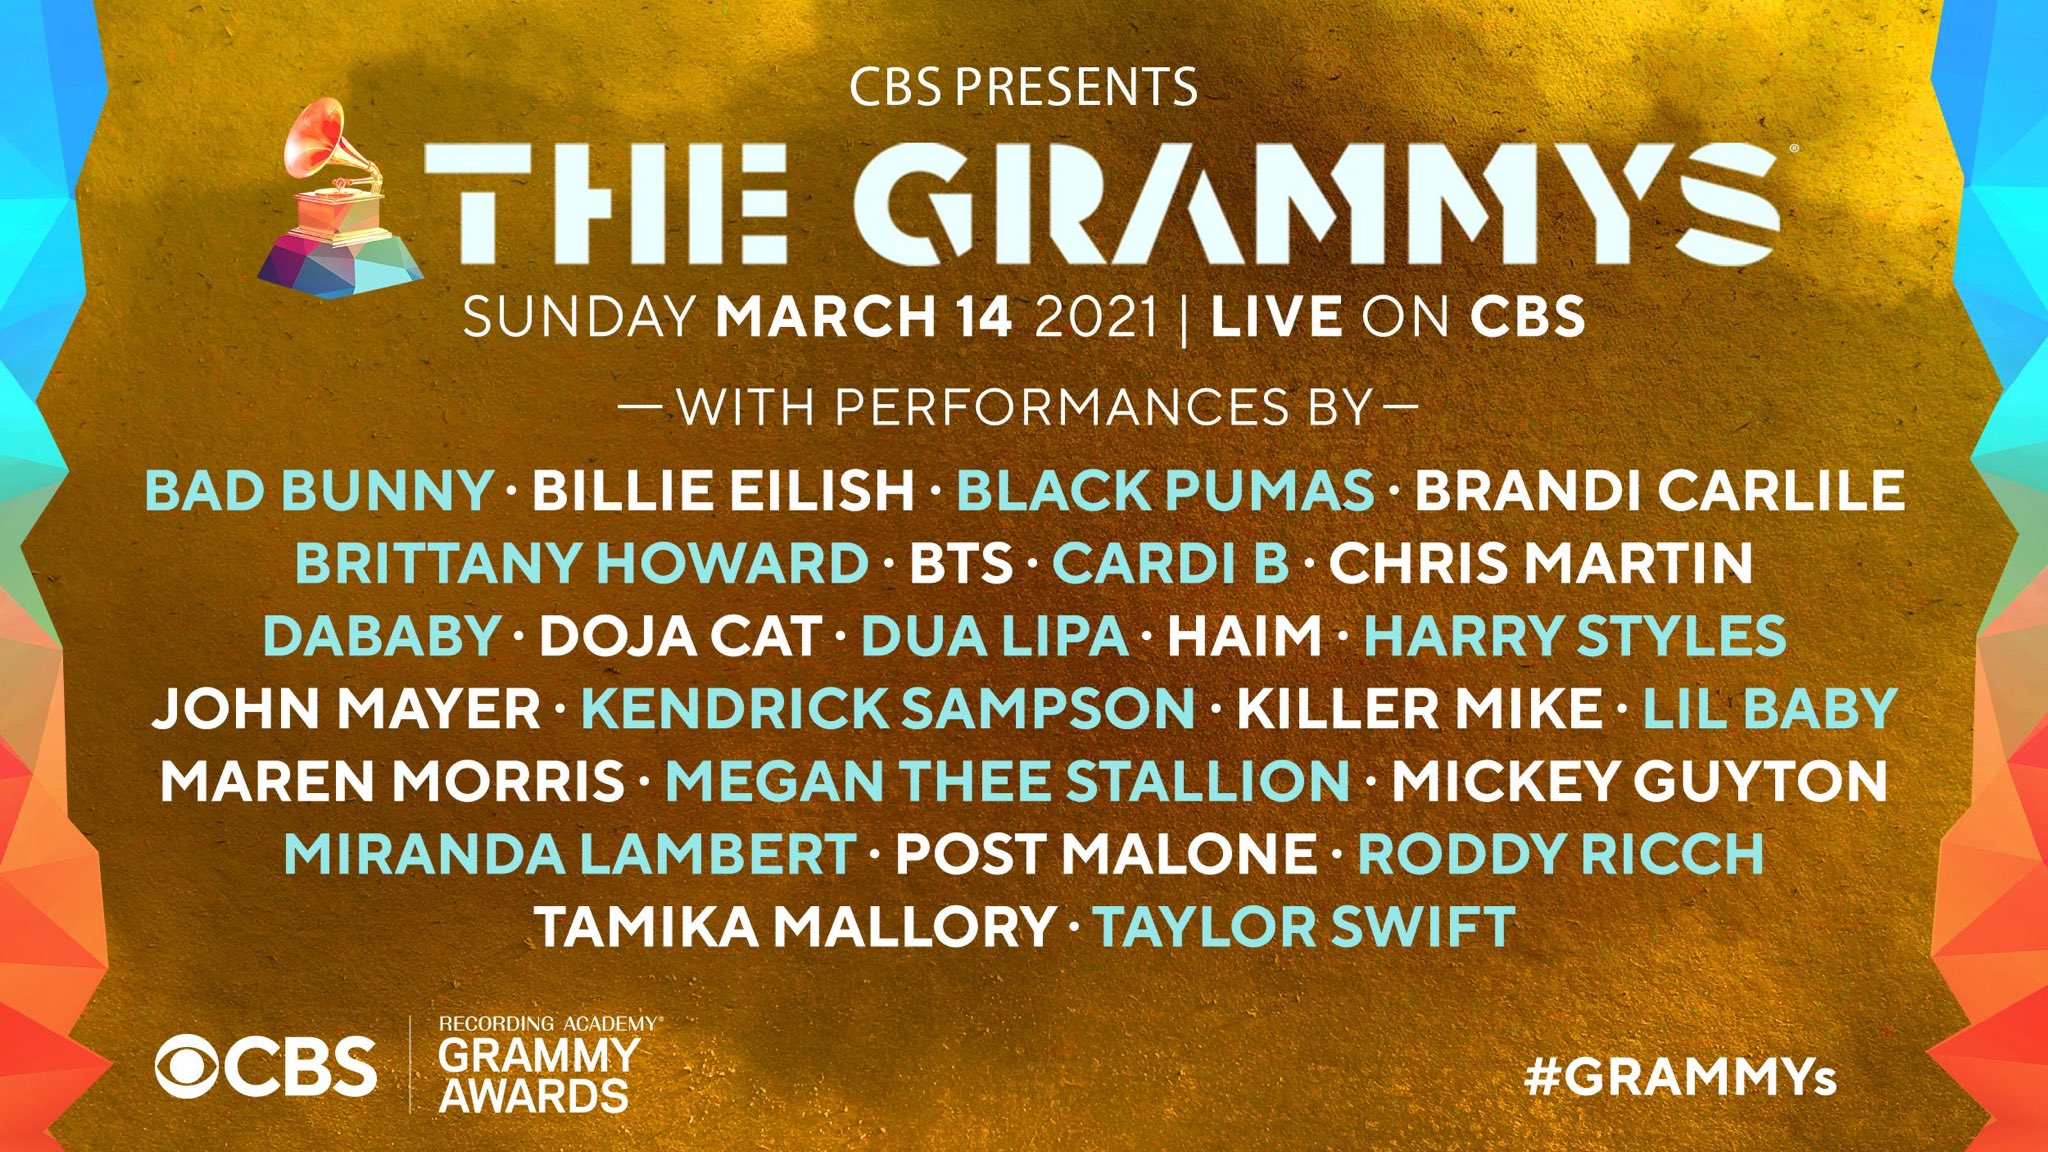 CBS PRESENTS
THE GRAMMYS®
SUNDAY MARCH 14 2021 | LIVE ON CBS
—WITH PERFORMANCES BY—
BAD BUNNY · BILLIE EILISH · BLACK PUMAS · BRANDI CARLILE
BRITTANY HOWARD · BTS · CARDI B · CHRIS MARTIN
DABABY · DOJA CAT · DUA LIPA · HAIM · HARRY STYLES
JOHN MAYER · KENDRICK SAMPSON · KILLER MIKE · LIL BABY
MAREN MORRIS · MEGAN THEE STALLION · MICKEY GUYTON
MIRANDA LAMBERT · POST MALONE · RODDY RICCH
TAMIKA MALLORY · TAYLOR SWIFT
CBS
RECORDING ACADEMY®
GRAMMY
AWARDS
#GRAMMYs